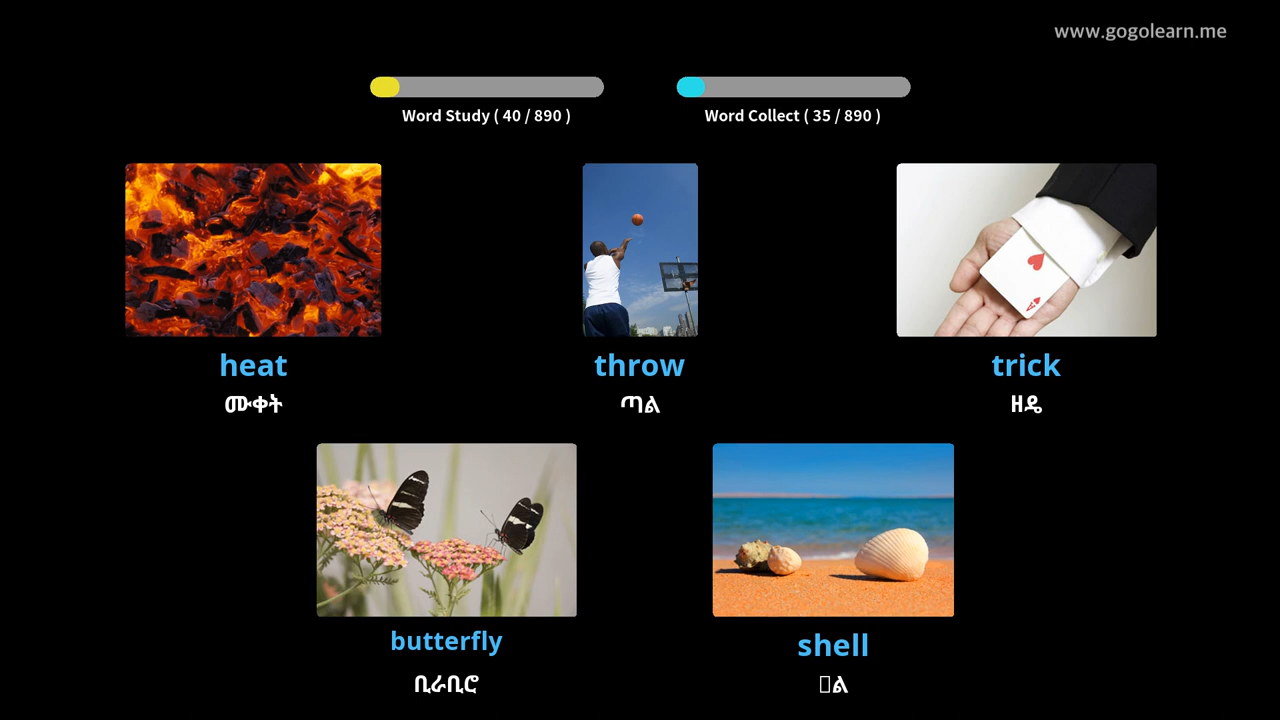 www.gogolearn.me
Word Study ( 40 / 890 )
Word Collect ( 35 / 890 )
heat
throw
trick
ሙቀት
ጣል
ዘዴ
butterfly
shell
ቢራቢሮ